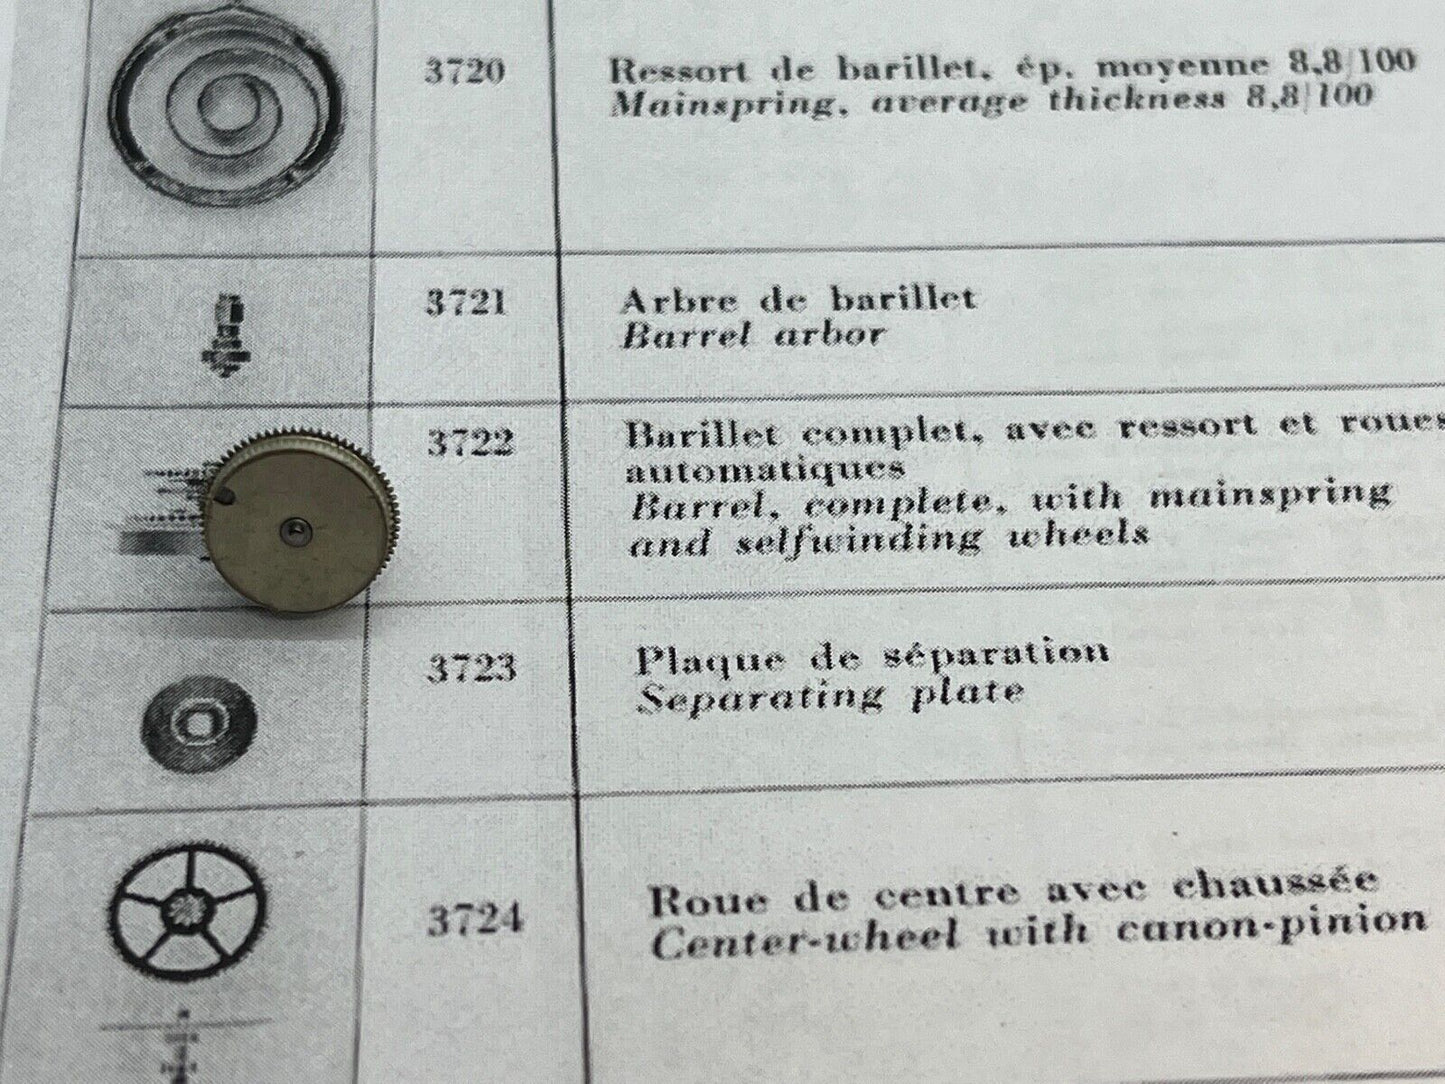 3720
Ressort de barillet, ép. moyenne 8,8/100
Mainspring, average thickness 8,8/100
3721
Arbre de barillet
Barrel arbor
3722
Barillet complet, avec ressort et roues
automatiques
Barrel, complete, with mainspring
and selfwinding wheels
3723
Plaque de séparation
Separating plate
3724
Roue de centre avec chaussée
Center-wheel with canon-pinion